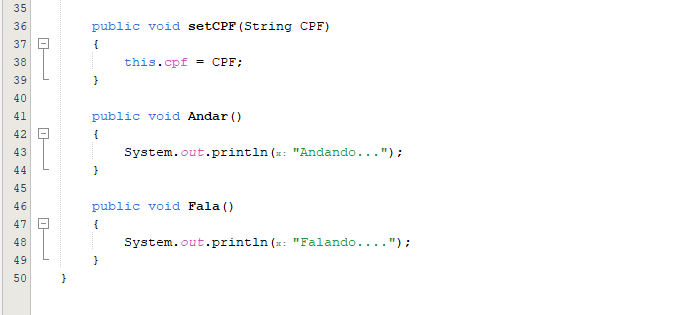 35
36 public void setCPF(String CPF)
37 {
38 this.cpf = CPF;
39 }
40
41 public void Andar()
42 {
43 System.out.println(x: "Andando...");
44 }
45
46 public void Fala()
47 {
48 System.out.println(x: "Falando....");
49 }
50 }